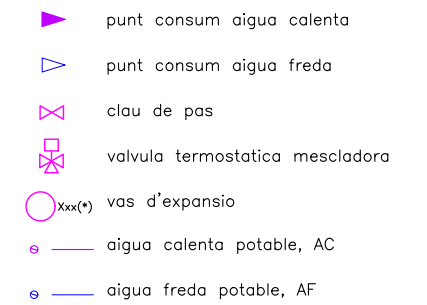 punt consum aigua calenta
punt consum aigua freda
clau de pas
valvula termostatica mescladora
Xxx(*) vas d'expansio
aigua calenta potable, AC
aigua freda potable, AF